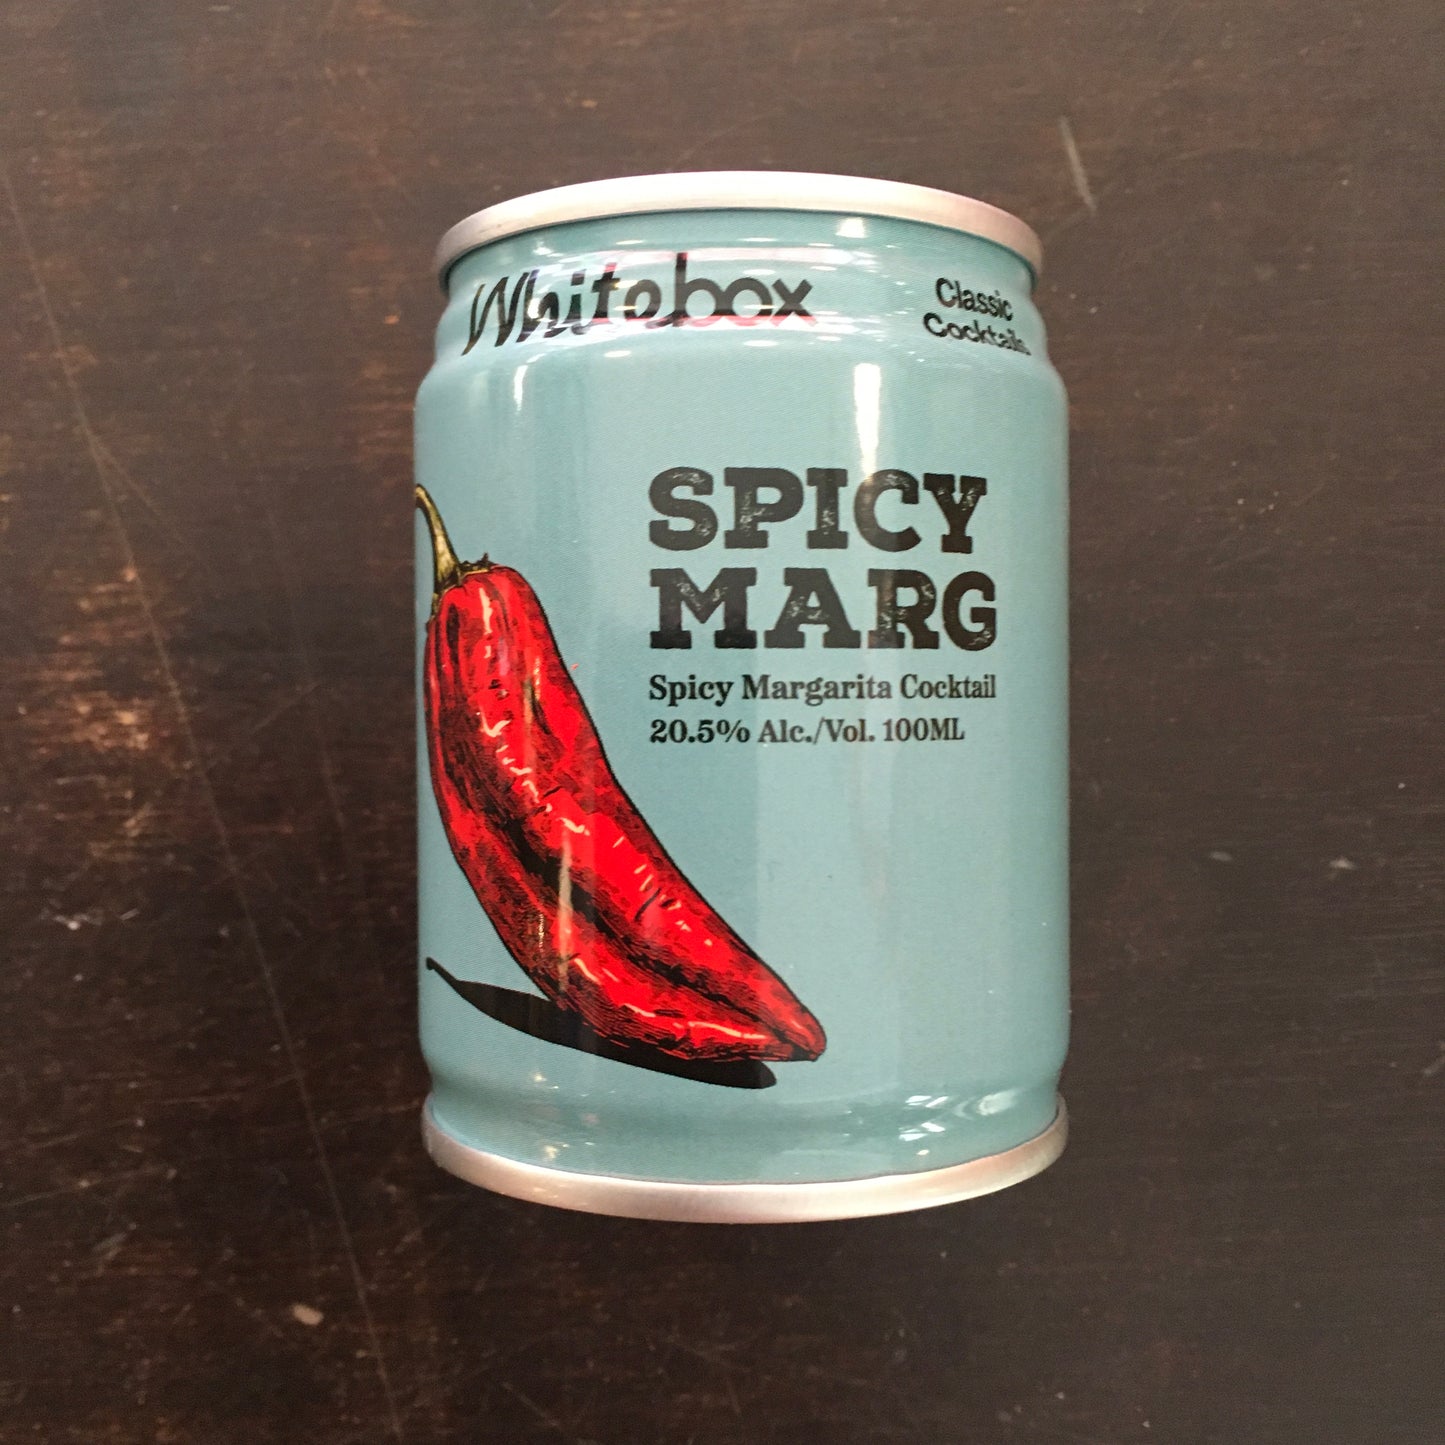 Whitebox
Classic
Cocktails
SPICY
MARG
Spicy Margarita Cocktail
20.5% Alc./Vol. 100ML